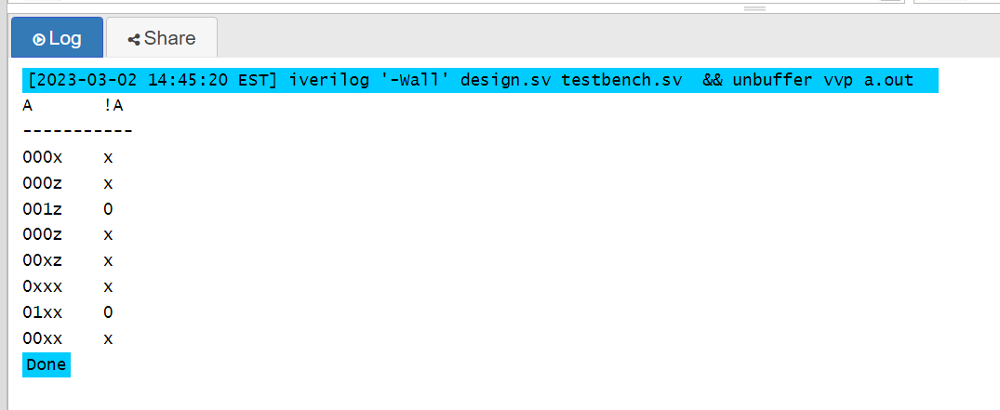 Log Share
[2023-03-02 14:45:20 EST] iverilog '-Wall' design.sv testbench.sv  && unbuffer vvp a.out
A       !A
-----------
000x    x
000z    x
001z    0
000z    x
00xz    x
0xxx    x
01xx    0
00xx    x
Done